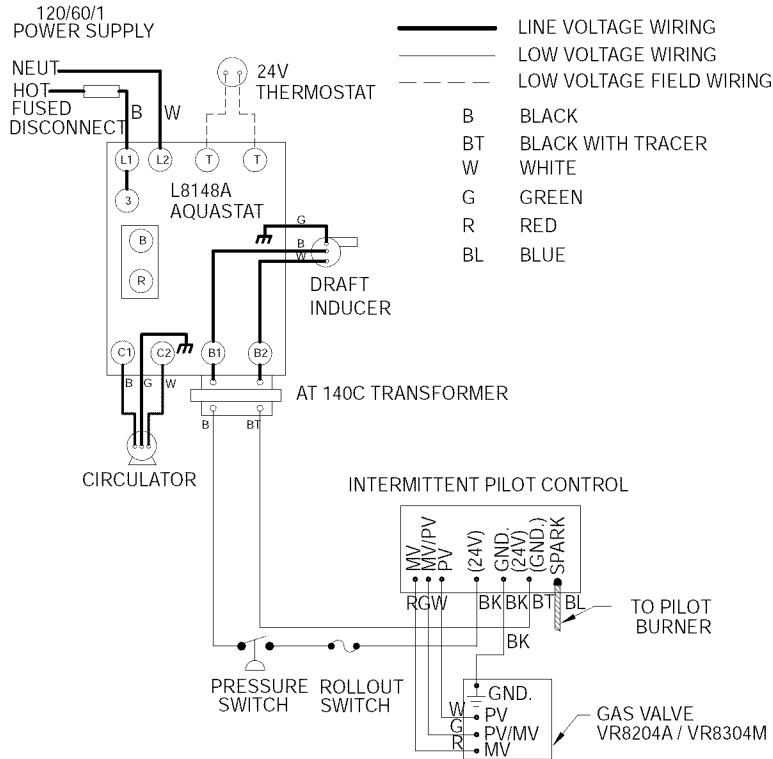 120/60/1
POWER SUPPLY
NEUT
HOT
FUSED
DISCONNECT
B
W
24V
THERMOSTAT
LINE VOLTAGE WIRING
LOW VOLTAGE WIRING
LOW VOLTAGE FIELD WIRING
B BLACK
BT BLACK WITH TRACER
W WHITE
G GREEN
R RED
BL BLUE
L1
L2
T
T
3
L8148A
AQUASTAT
B
R
G
B
W
DRAFT
INDUCER
C1
C2
B1
B2
B
G
W
AT 140C TRANSFORMER
B
BT
CIRCULATOR
INTERMITTENT PILOT CONTROL
MV
MV/PV
PV
(24V)
GND.
(24V)
(GND.)
SPARK
R
G
W
BK
BK
BT
BL
TO PILOT
BURNER
BK
PRESSURE
SWITCH
ROLLOUT
SWITCH
GND.
W
PV
G
PV/MV
R
MV
GAS VALVE
VR8204A / VR8304M